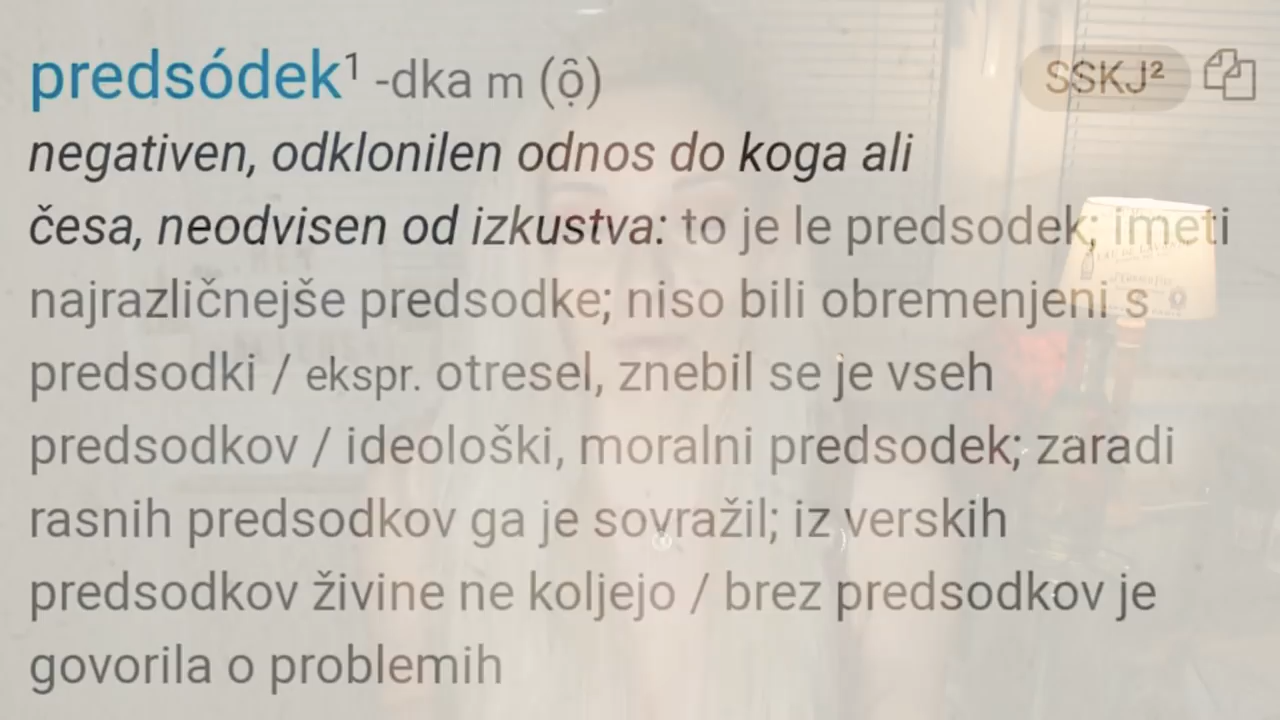 predsódek¹ -dka m (ọ̑) SSKJ²
negativen, odklonilen odnos do koga ali
česa, neodvisen od izkustva: to je le predsodek; imeti
najrazličnejše predsodke; niso bili obremenjeni s
predsodki / ekspr. otresel, znebil se je vseh
predsodkov / ideološki, moralni predsodek; zaradi
rasnih predsodkov ga je sovražil; iz verskih
predsodkov živine ne koljejo / brez predsodkov je
govorila o problemih